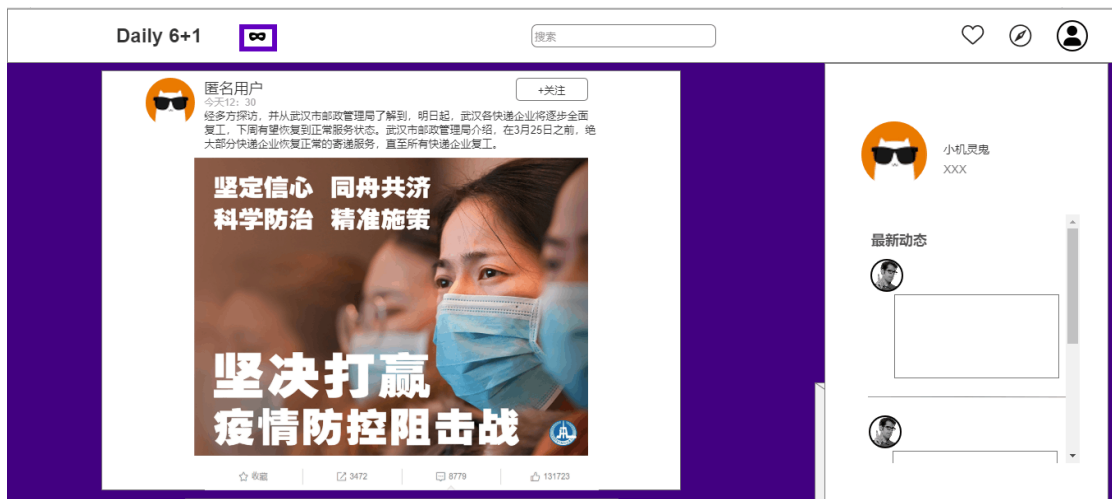 Daily 6+1
搜索
匿名用户
+关注
今天12：30
经多方探访，并从武汉市邮政管理局了解到，明日起，武汉各快递企业将逐步全面
复工，下周有望恢复到正常服务状态。武汉市邮政管理局介绍，在3月25日之前，绝
大部分快递企业恢复正常的寄递服务，直至所有快递企业复工。
坚定信心 同舟共济
科学防治 精准施策
坚决打赢
疫情防控阻击战
收藏
3472
8779
131723
小机灵鬼
XXX
最新动态